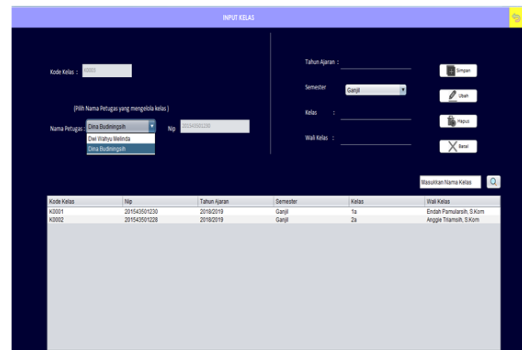 INPUT KELAS
Kode Kelas :
(Pilih Nama Petugas yang mengelola kelas )
Nama Petugas : Dina Budiningsih Nip
Dwi Wahyu Melinda
Dina Budiningsih
Tahun Ajaran :
Semester Ganjil
Kelas :
Wali Kelas :
Simpan
Ubah
Hapus
Batal
Masukkan Nama Kelas
Kode Kelas Nip Tahun Ajaran Semester Kelas Wali Kelas
K0001 201543501230 2018/2019 Ganjil 1a Endah Pamularsih, S.Kom
K0002 201543501228 2018/2019 Ganjil 2a Anggie Triamsih, S.Kom